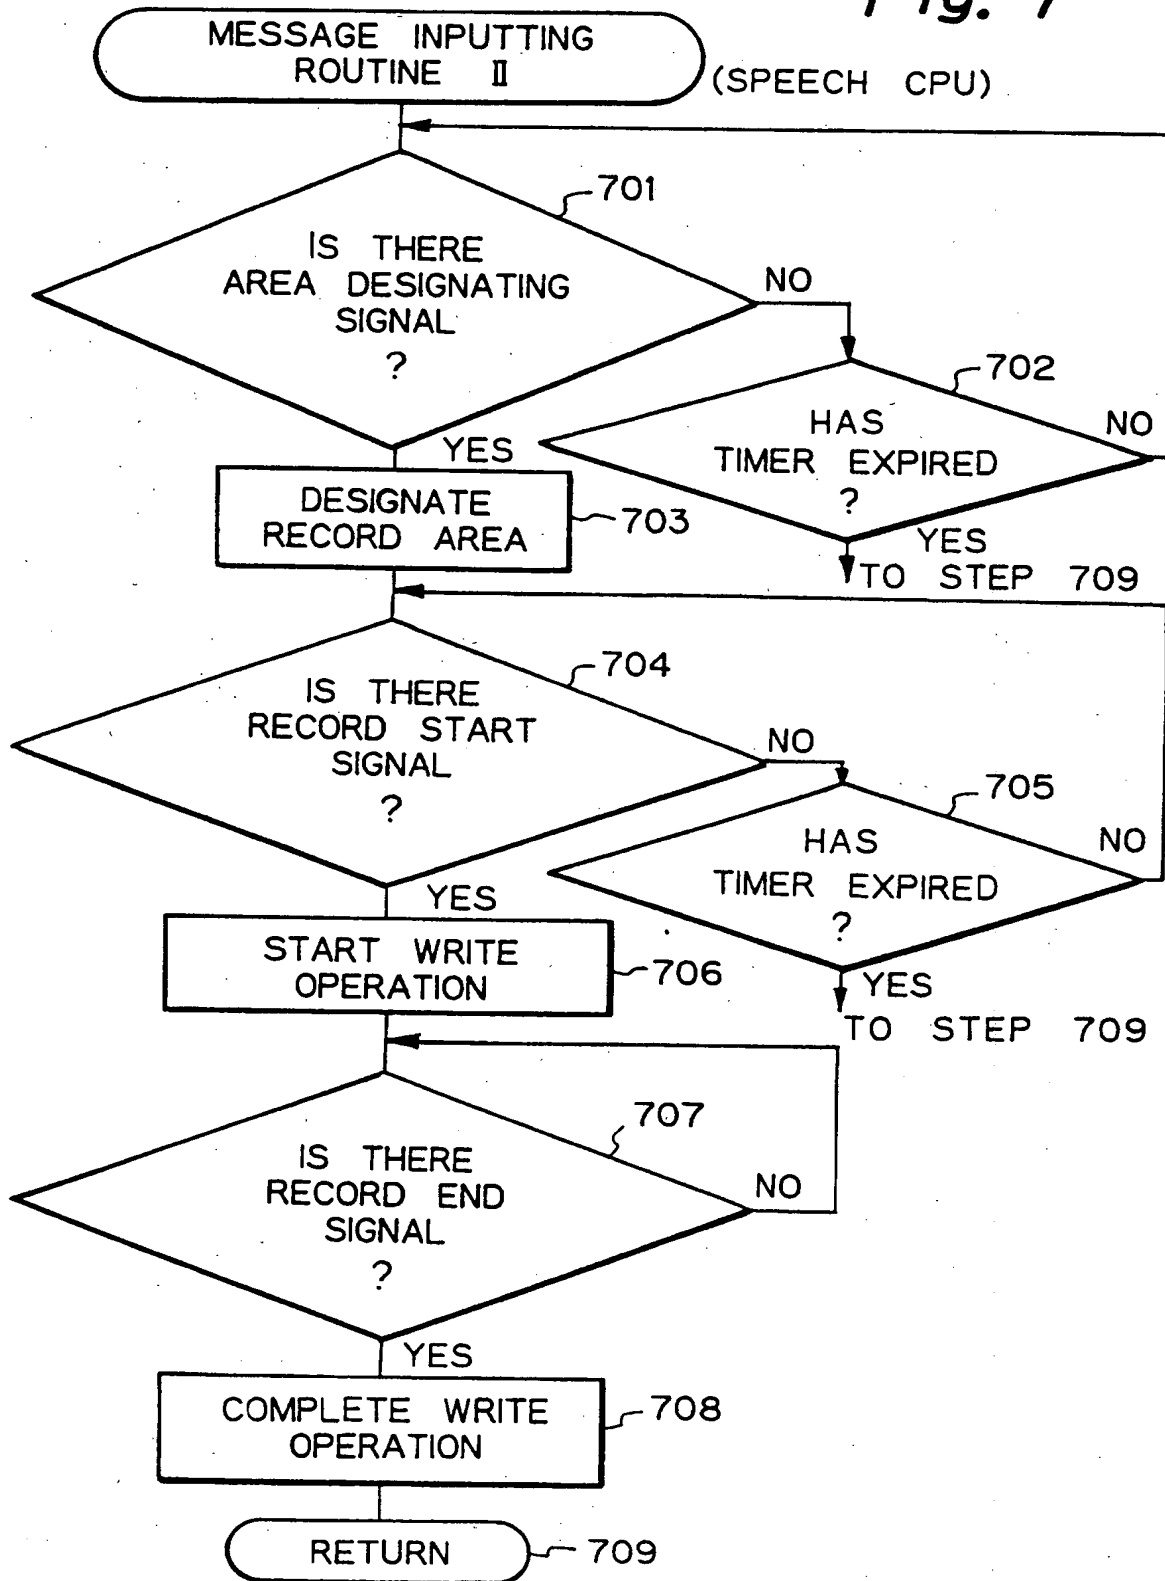 Fig. 7
MESSAGE INPUTTING
ROUTINE II
(SPEECH CPU)
701
IS THERE
AREA DESIGNATING
SIGNAL
?
NO
702
HAS
TIMER EXPIRED
?
NO
YES
TO STEP 709
YES
DESIGNATE
RECORD AREA
703
704
IS THERE
RECORD START
SIGNAL
?
NO
705
HAS
TIMER EXPIRED
?
NO
YES
TO STEP 709
YES
START WRITE
OPERATION
706
707
IS THERE
RECORD END
SIGNAL
?
NO
YES
COMPLETE WRITE
OPERATION
708
RETURN
709